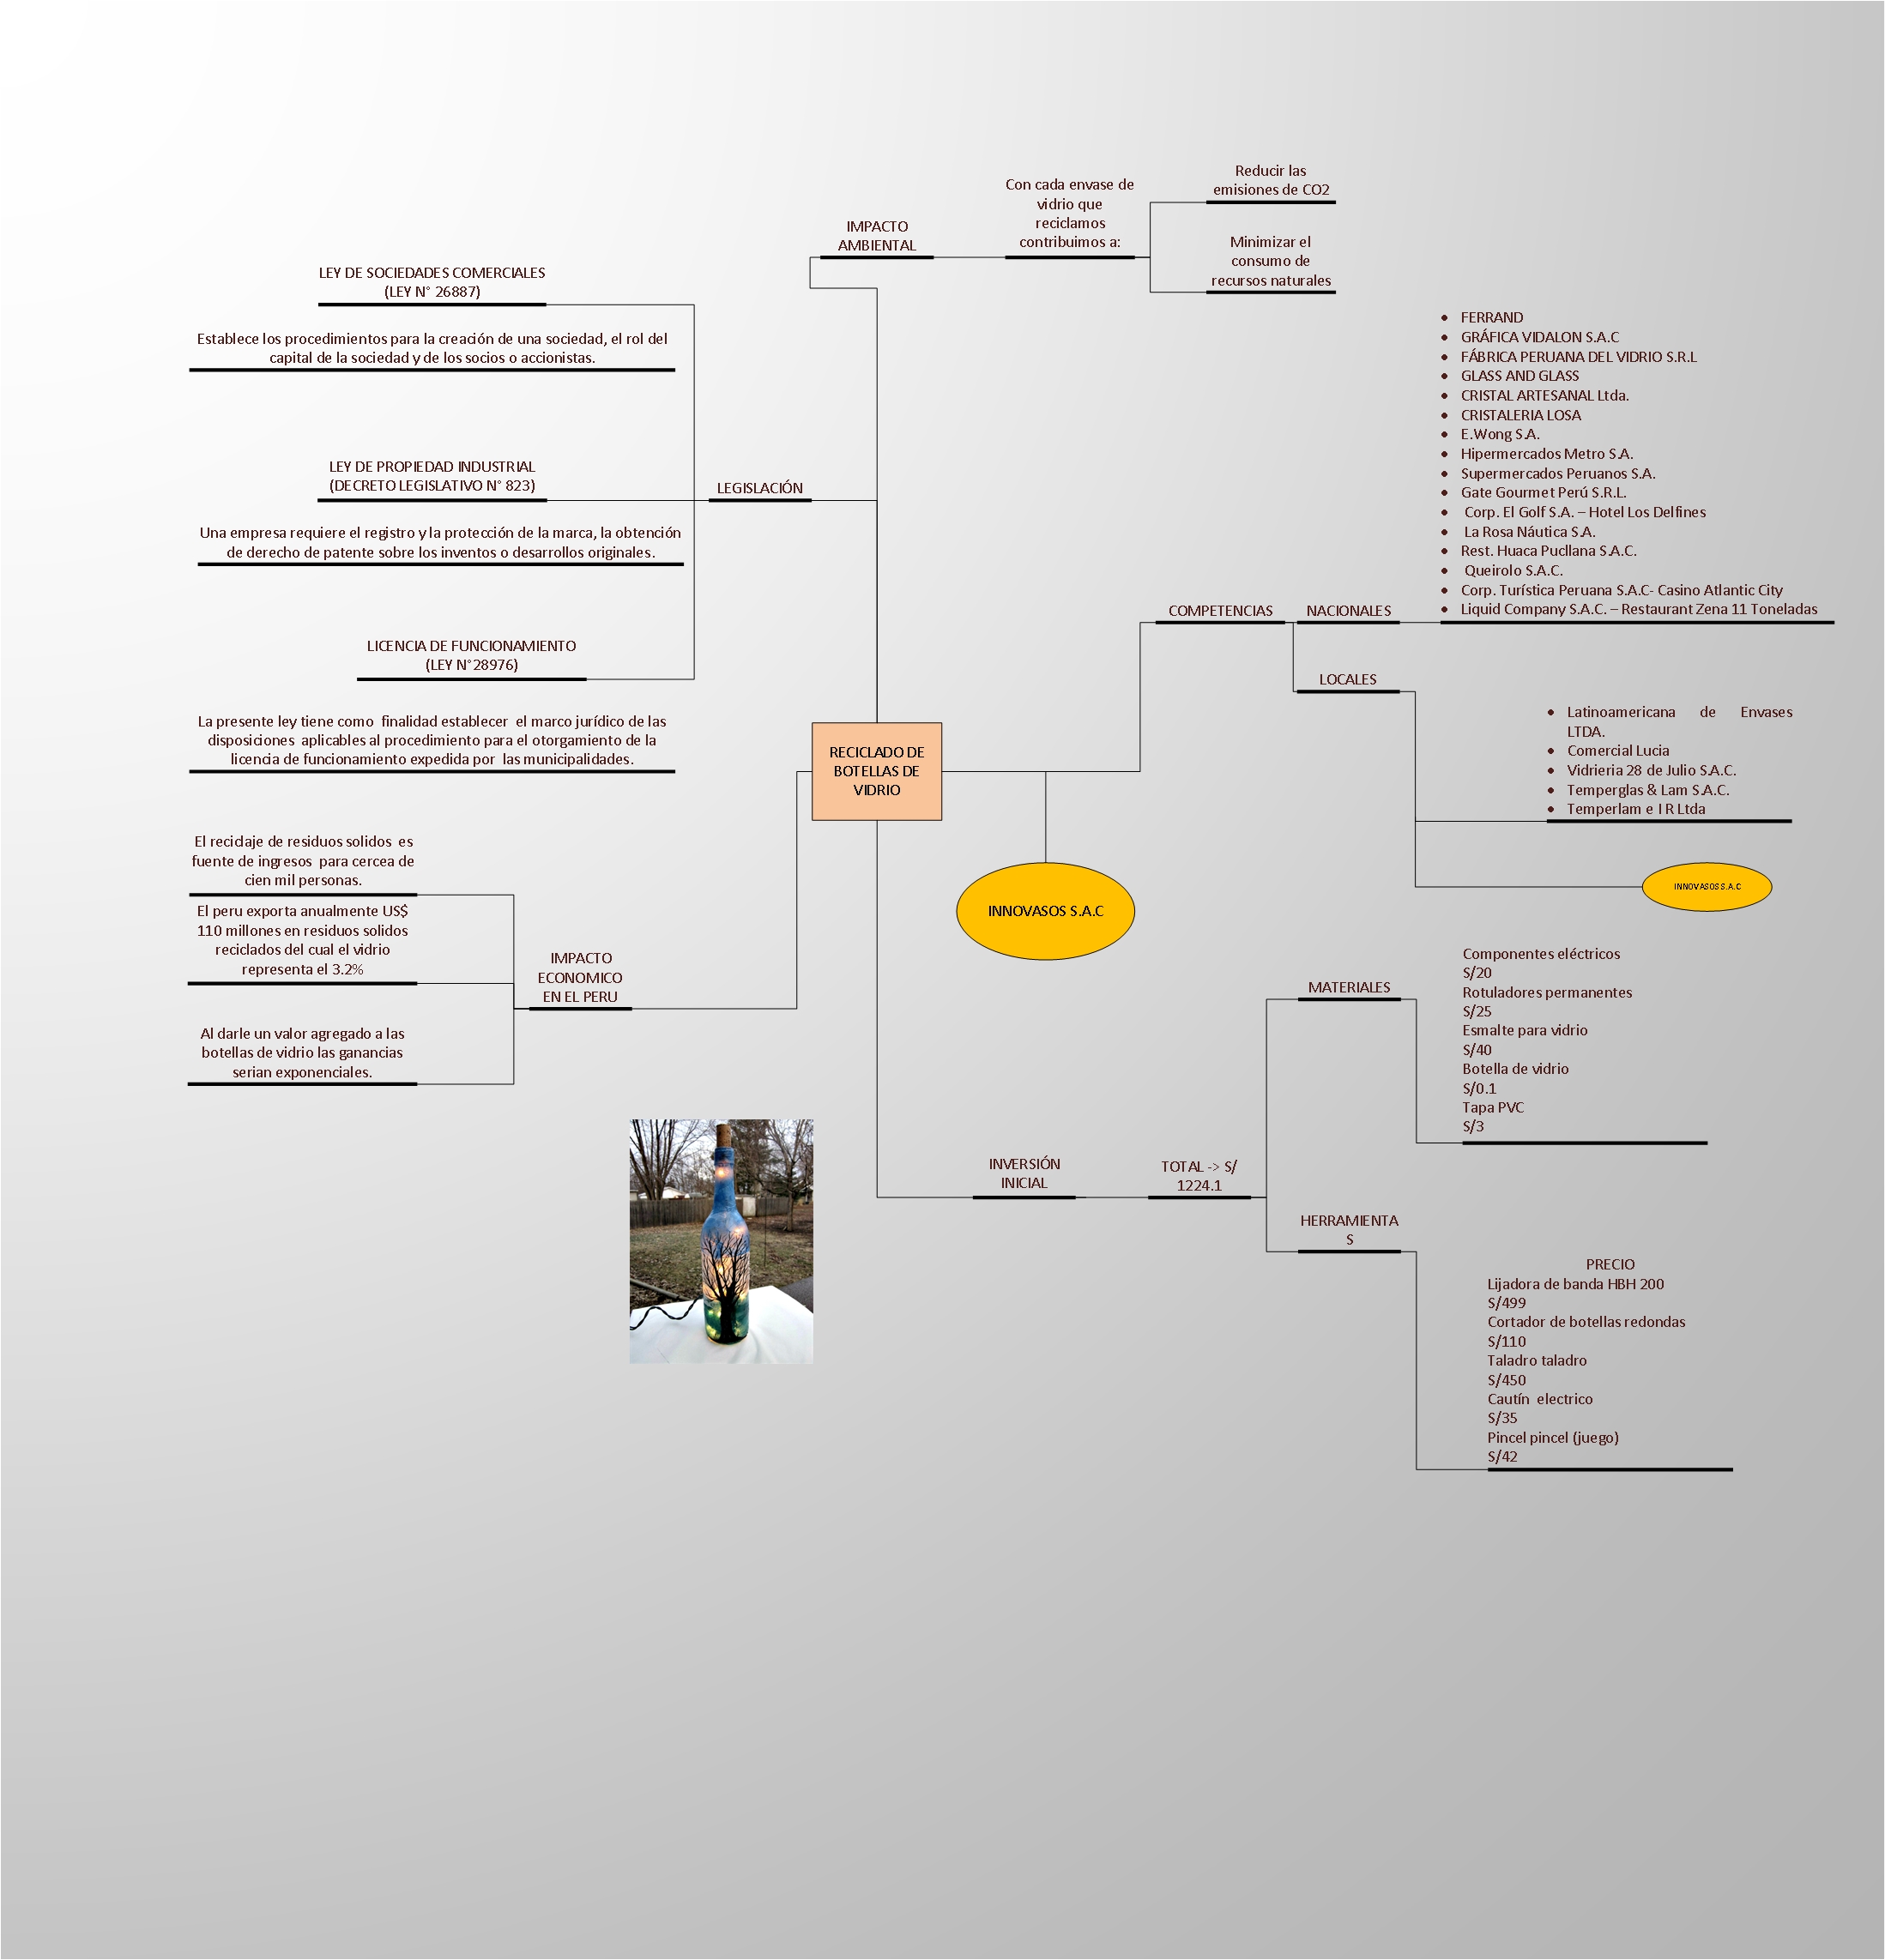 Reducir las
emisiones de CO2
Con cada envase de
vidrio que
reciclamos
contribuimos a:
IMPACTO
AMBIENTAL
Minimizar el
consumo de
recursos naturales
LEY DE SOCIEDADES COMERCIALES
(LEY N° 26887)
Establece los procedimientos para la creación de una sociedad, el rol del
capital de la sociedad y de los socios o accionistas.
LEY DE PROPIEDAD INDUSTRIAL
(DECRETO LEGISLATIVO N° 823)
LEGISLACIÓN
Una empresa requiere el registro y la protección de la marca, la obtención
de derecho de patente sobre los inventos o desarrollos originales.
LICENCIA DE FUNCIONAMIENTO
(LEY N°28976)
La presente ley tiene como finalidad establecer el marco jurídico de las
disposiciones aplicables al procedimiento para el otorgamiento de la
licencia de funcionamiento expedida por las municipalidades.
• FERRAND
• GRÁFICA VIDALON S.A.C
• FÁBRICA PERUANA DEL VIDRIO S.R.L
• GLASS AND GLASS
• CRISTAL ARTESANAL Ltda.
• CRISTALERIA LOSA
• E.Wong S.A.
• Hipermercados Metro S.A.
• Supermercados Peruanos S.A.
• Gate Gourmet Perú S.R.L.
• Corp. El Golf S.A. – Hotel Los Delfines
• La Rosa Náutica S.A.
• Rest. Huaca Pucllana S.A.C.
• Queirolo S.A.C.
• Corp. Turística Peruana S.A.C- Casino Atlantic City
• Liquid Company S.A.C. – Restaurant Zena 11 Toneladas
COMPETENCIAS
NACIONALES
LOCALES
• Latinoamericana de Envases
LTDA.
• Comercial Lucia
• Vidrieria 28 de Julio S.A.C.
• Temperglas & Lam S.A.C.
• Temperlam e I R Ltda
INNOVASOS S.A.C
RECICLADO DE
BOTELLAS DE
VIDRIO
INNOVASOS S.A.C
El reciclaje de residuos solidos es
fuente de ingresos para cercea de
cien mil personas.
El peru exporta anualmente US$
110 millones en residuos solidos
reciclados del cual el vidrio
representa el 3.2%
IMPACTO
ECONOMICO
EN EL PERU
Al darle un valor agregado a las
botellas de vidrio las ganancias
serian exponenciales.
MATERIALES
Componentes eléctricos
S/20
Rotuladores permanentes
S/25
Esmalte para vidrio
S/40
Botella de vidrio
S/0.1
Tapa PVC
S/3
INVERSIÓN
INICIAL
TOTAL -> S/
1224.1
HERRAMIENTA
S
PRECIO
Lijadora de banda HBH 200
S/499
Cortador de botellas redondas
S/110
Taladro taladro
S/450
Cautín electrico
S/35
Pincel pincel (juego)
S/42